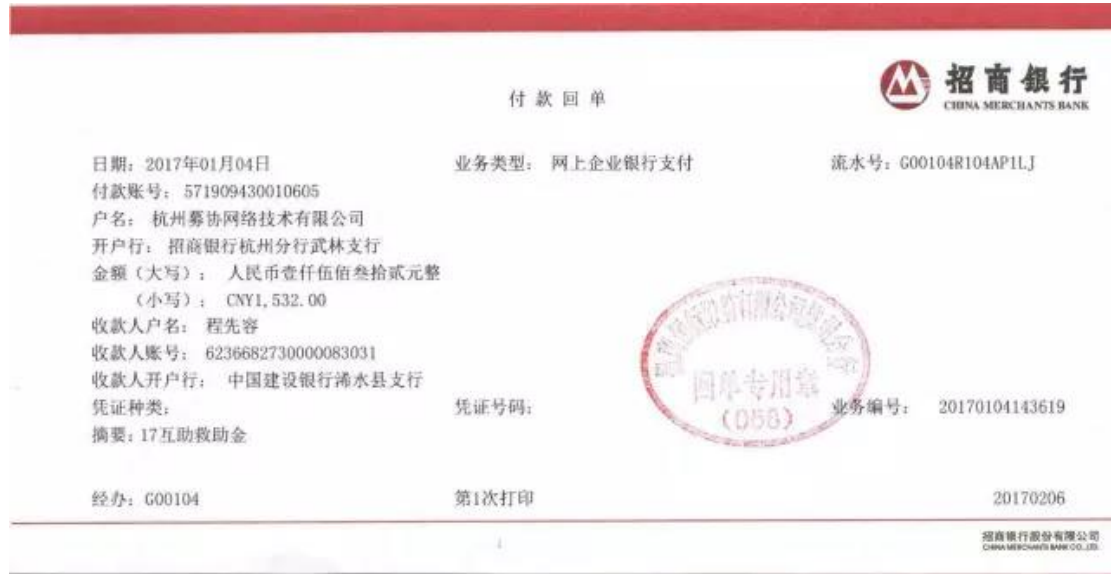 招商银行
CHINA MERCHANTS BANK
付款回单
日期：2017年01月04日 业务类型：网上企业银行支付 流水号：G00104R104AP1LJ
付款账号：571909430010605
户名：杭州募协网络技术有限公司
开户行：招商银行杭州分行武林支行
金额（大写）：人民币壹仟伍佰叁拾贰元整
（小写）：CNY1,532.00
收款人户名：程先容
收款人账号：6236682730000083031
收款人开户行：中国建设银行浠水县支行
凭证种类： 凭证号码： 业务编号：20170104143619
摘要：17互助救助金
回单专用章
(058)
经办：G00104 第1次打印 20170206
招商银行股份有限公司
CHINA MERCHANTS BANK CO.,LTD.